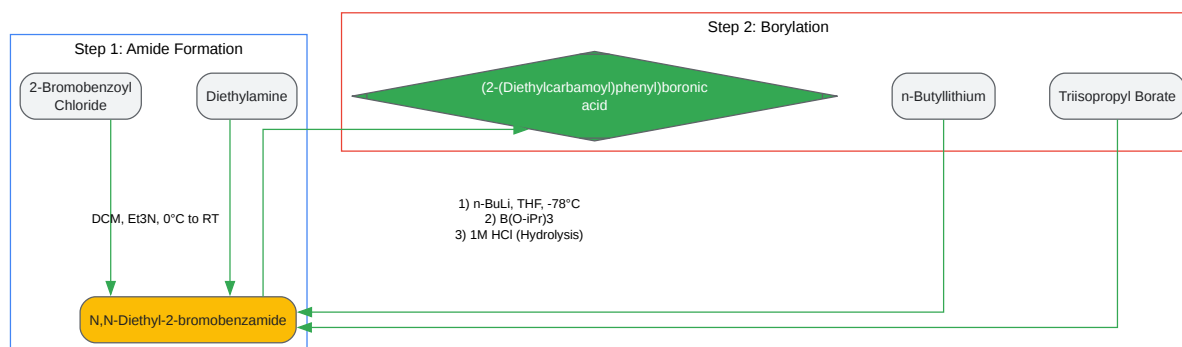 Step 2: Borylation
Step 1: Amide Formation
2-Bromobenzoyl
Chloride
Diethylamine
(2-(Diethylcarbamoyl)phenyl)boronic
acid
n-Butyllithium
Triisopropyl Borate
DCM, Et3N, 0°C to RT
1) n-BuLi, THF, -78°C
2) B(O-iPr)3
3) 1M HCl (Hydrolysis)
N,N-Diethyl-2-bromobenzamide